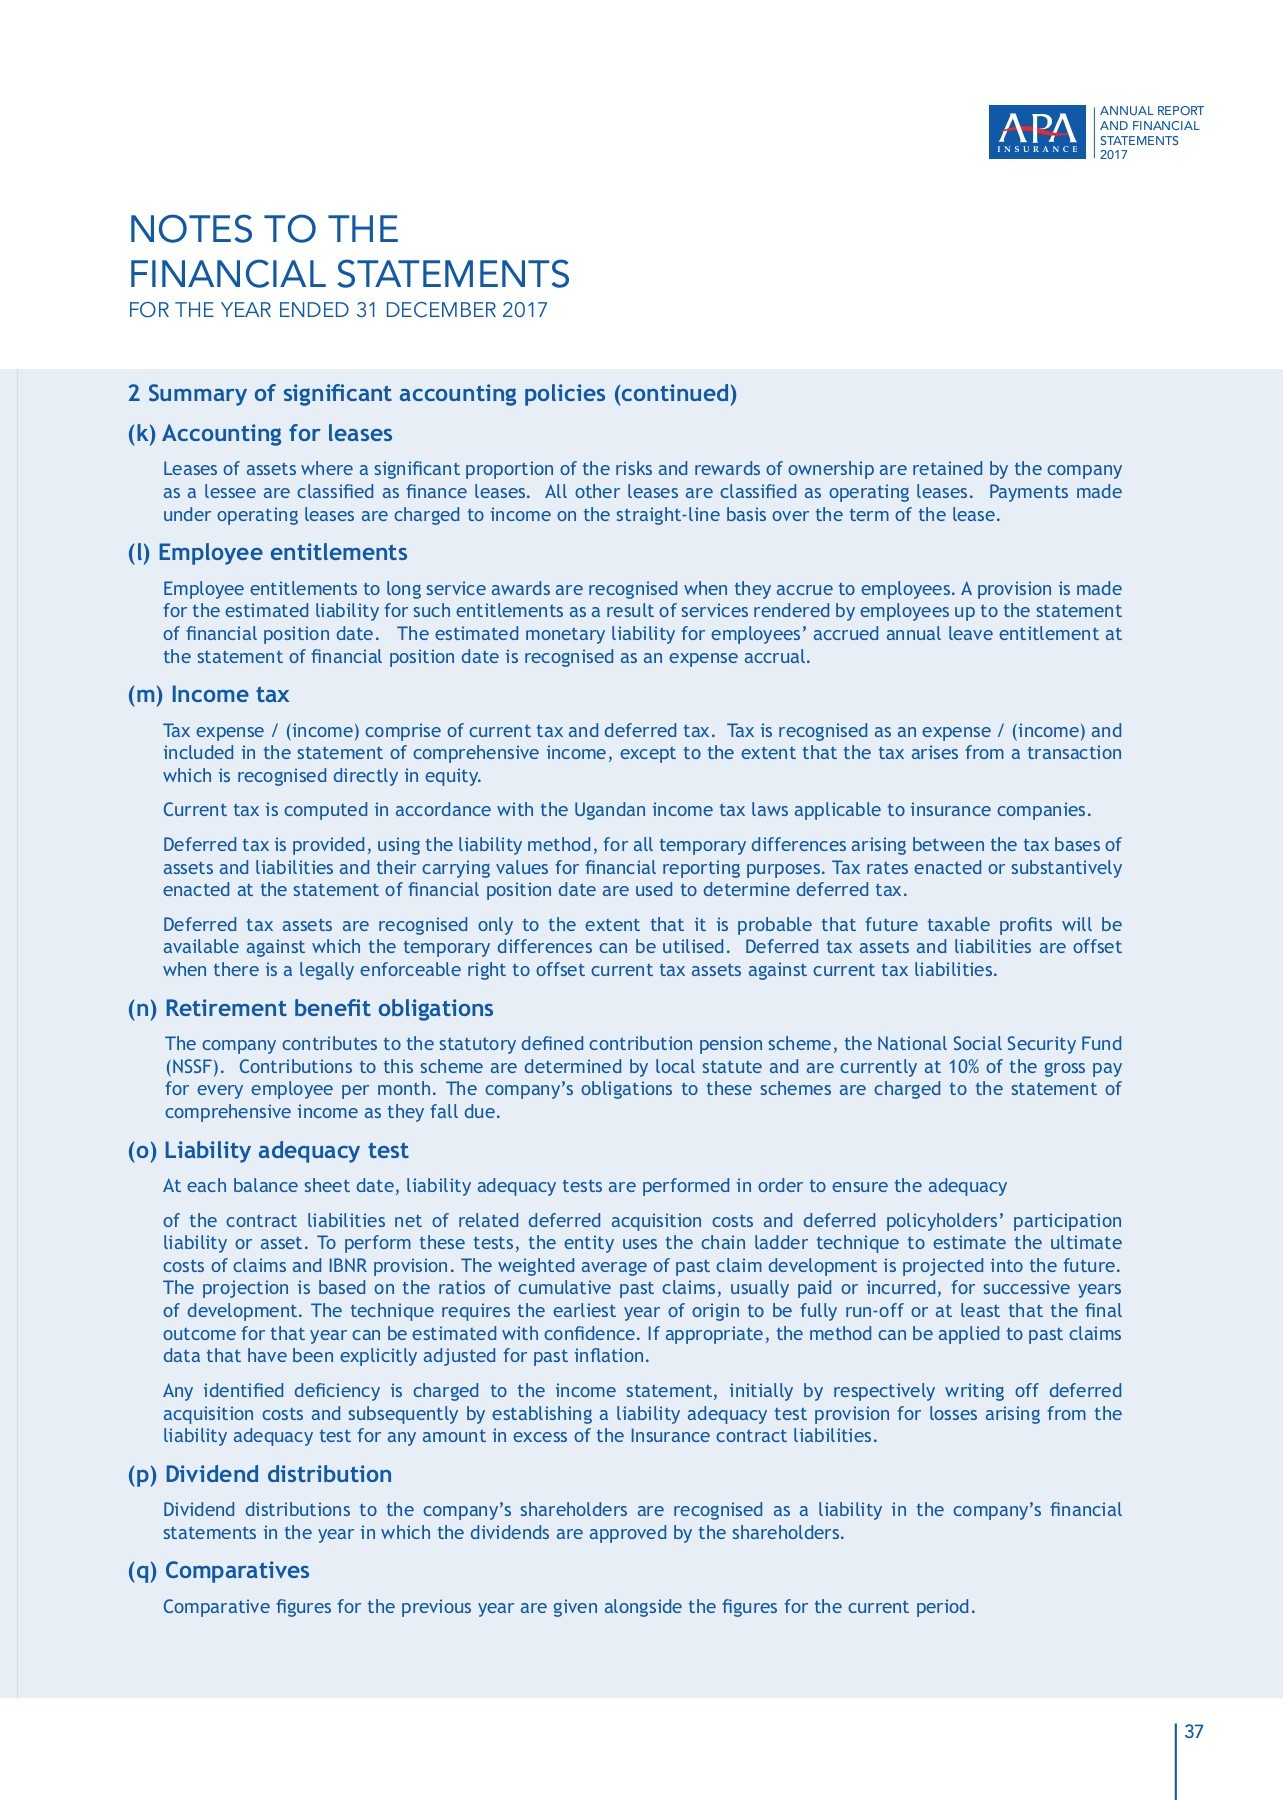 APA
INSURANCE
ANNUAL REPORT
AND FINANCIAL
STATEMENTS
2017
NOTES TO THE
FINANCIAL STATEMENTS
FOR THE YEAR ENDED 31 DECEMBER 2017
2 Summary of significant accounting policies (continued)
(k) Accounting for leases
Leases of assets where a significant proportion of the risks and rewards of ownership are retained by the company
as a lessee are classified as finance leases.  All other leases are classified as operating leases.  Payments made
under operating leases are charged to income on the straight-line basis over the term of the lease.
(l) Employee entitlements
Employee entitlements to long service awards are recognised when they accrue to employees. A provision is made
for the estimated liability for such entitlements as a result of services rendered by employees up to the statement
of financial position date.   The estimated monetary liability for employees’ accrued annual leave entitlement at
the statement of financial position date is recognised as an expense accrual.
(m) Income tax
Tax expense / (income) comprise of current tax and deferred tax.  Tax is recognised as an expense / (income) and
included in the statement of comprehensive income, except to the extent that the tax arises from a transaction
which is recognised directly in equity.
Current tax is computed in accordance with the Ugandan income tax laws applicable to insurance companies.
Deferred tax is provided, using the liability method, for all temporary differences arising between the tax bases of
assets and liabilities and their carrying values for financial reporting purposes. Tax rates enacted or substantively
enacted at the statement of financial position date are used to determine deferred tax.
Deferred tax assets are recognised only to the extent that it is probable that future taxable profits will be
available against which the temporary differences can be utilised.  Deferred tax assets and liabilities are offset
when there is a legally enforceable right to offset current tax assets against current tax liabilities.
(n) Retirement benefit obligations
The company contributes to the statutory defined contribution pension scheme, the National Social Security Fund
(NSSF).  Contributions to this scheme are determined by local statute and are currently at 10% of the gross pay
for every employee per month. The company’s obligations to these schemes are charged to the statement of
comprehensive income as they fall due.
(o) Liability adequacy test
At each balance sheet date, liability adequacy tests are performed in order to ensure the adequacy
of the contract liabilities net of related deferred acquisition costs and deferred policyholders’ participation
liability or asset. To perform these tests, the entity uses the chain ladder technique to estimate the ultimate
costs of claims and IBNR provision. The weighted average of past claim development is projected into the future.
The projection is based on the ratios of cumulative past claims, usually paid or incurred, for successive years
of development. The technique requires the earliest year of origin to be fully run-off or at least that the final
outcome for that year can be estimated with confidence. If appropriate, the method can be applied to past claims
data that have been explicitly adjusted for past inflation.
Any identified deficiency is charged to the income statement, initially by respectively writing off deferred
acquisition costs and subsequently by establishing a liability adequacy test provision for losses arising from the
liability adequacy test for any amount in excess of the Insurance contract liabilities.
(p) Dividend distribution
Dividend distributions to the company’s shareholders are recognised as a liability in the company’s financial
statements in the year in which the dividends are approved by the shareholders.
(q) Comparatives
Comparative figures for the previous year are given alongside the figures for the current period.
37